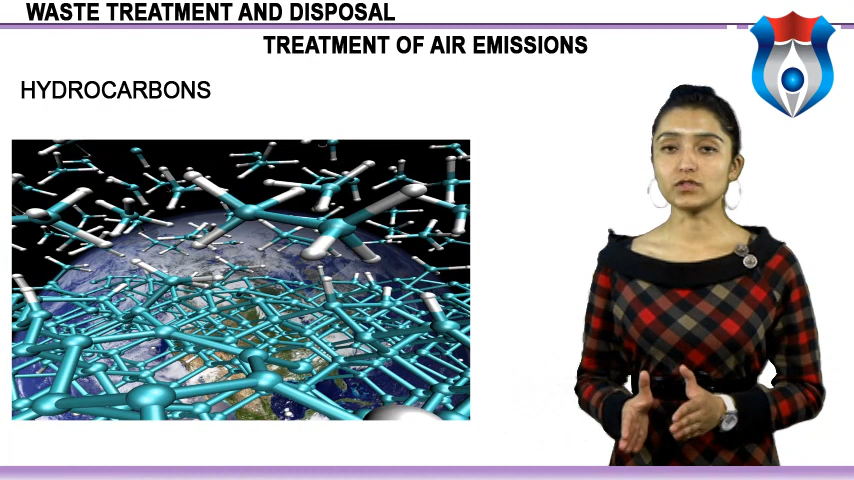 WASTE TREATMENT AND DISPOSAL
TREATMENT OF AIR EMISSIONS
HYDROCARBONS